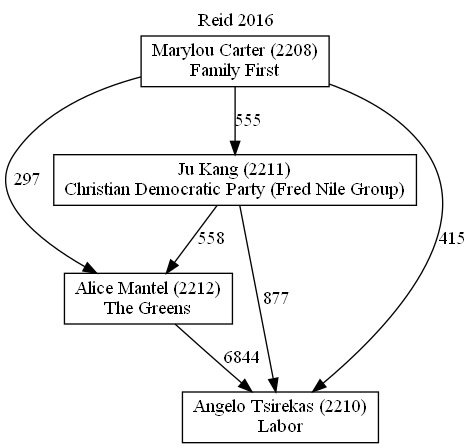 Reid 2016
Marylou Carter (2208)
Family First
555
Ju Kang (2211)
Christian Democratic Party (Fred Nile Group)
297
558
415
877
Alice Mantel (2212)
The Greens
6844
Angelo Tsirekas (2210)
Labor